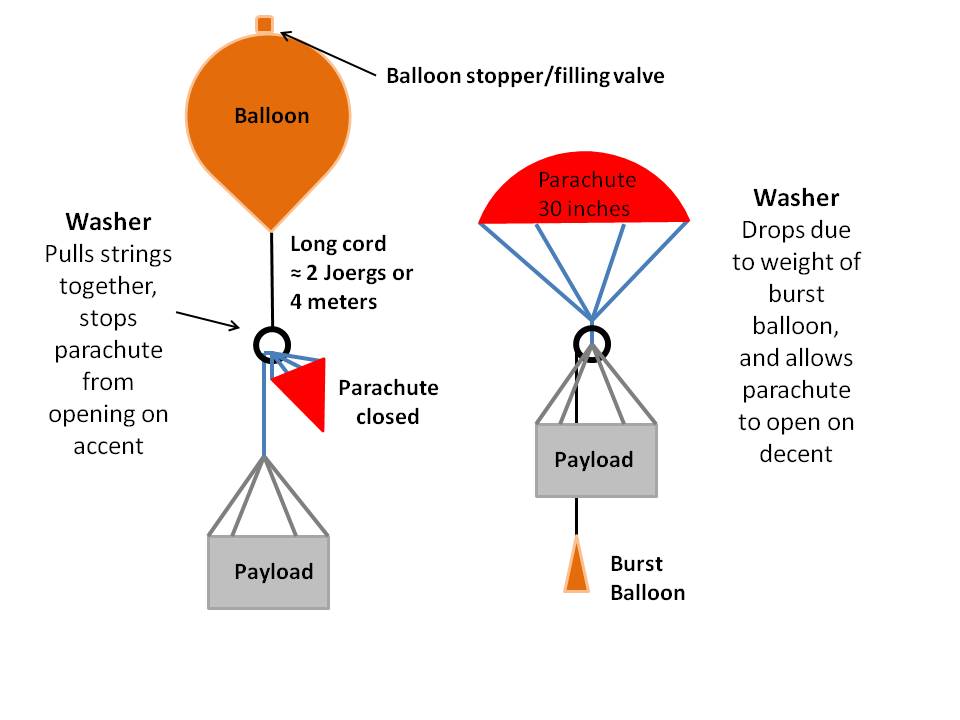 Balloon stopper/filling valve
Balloon
Washer
Pulls strings
together,
stops
parachute
from
opening on
accent
Long cord
≈ 2 Joergs or
4 meters
Parachute
closed
Payload
Parachute
30 inches
Washer
Drops due
to weight of
burst
balloon,
and allows
parachute
to open on
decent
Payload
Burst
Balloon